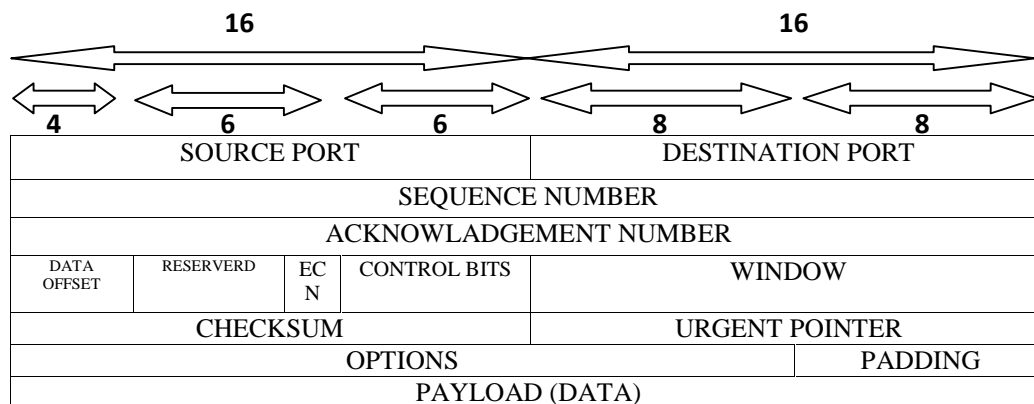 16 16
4 6 6 8 8
SOURCE PORT DESTINATION PORT
SEQUENCE NUMBER
ACKNOWLADGEMENT NUMBER
DATA OFFSET RESERVERD EC N CONTROL BITS WINDOW
CHECKSUM URGENT POINTER
OPTIONS PADDING
PAYLOAD (DATA)